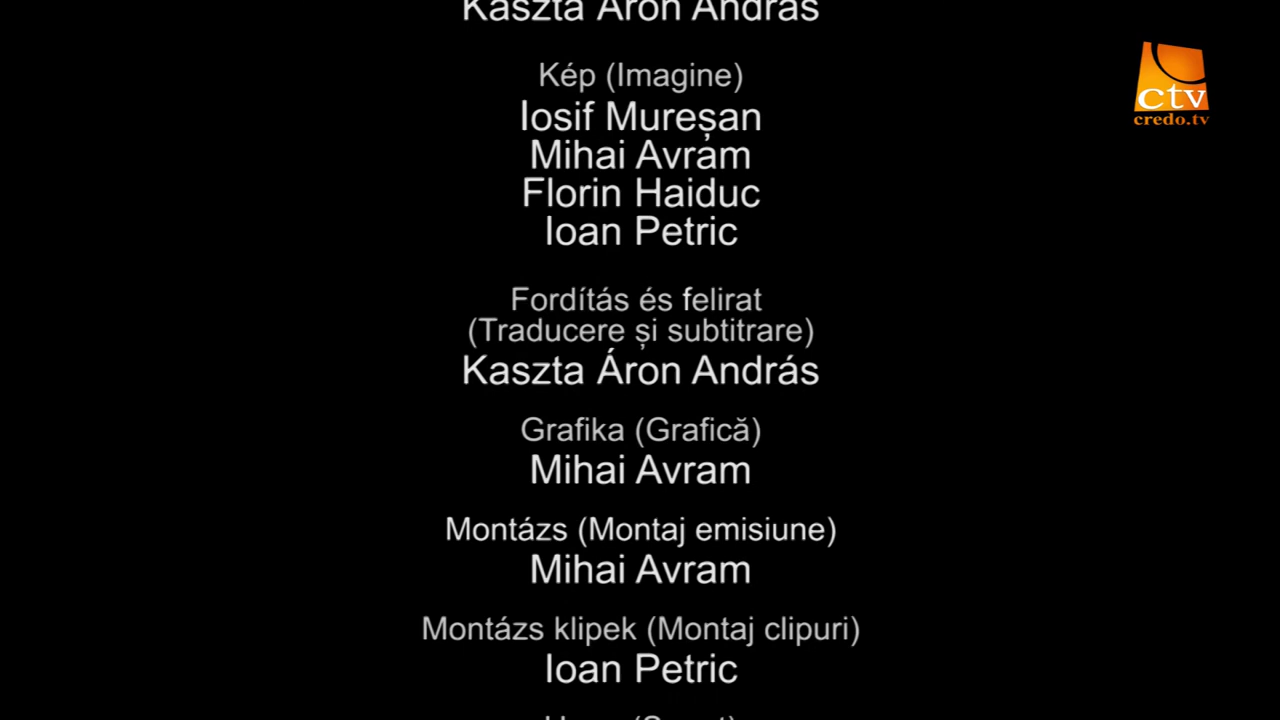 Kaszta Áron András
Kép (Imagine)
Iosif Mureșan
Mihai Avram
Florin Haiduc
Ioan Petric
Fordítás és felirat
(Traducere și subtitrare)
Kaszta Áron András
Grafika (Grafică)
Mihai Avram
Montázs (Montaj emisiune)
Mihai Avram
Montázs klipek (Montaj clipuri)
Ioan Petric
ctv
credo.tv